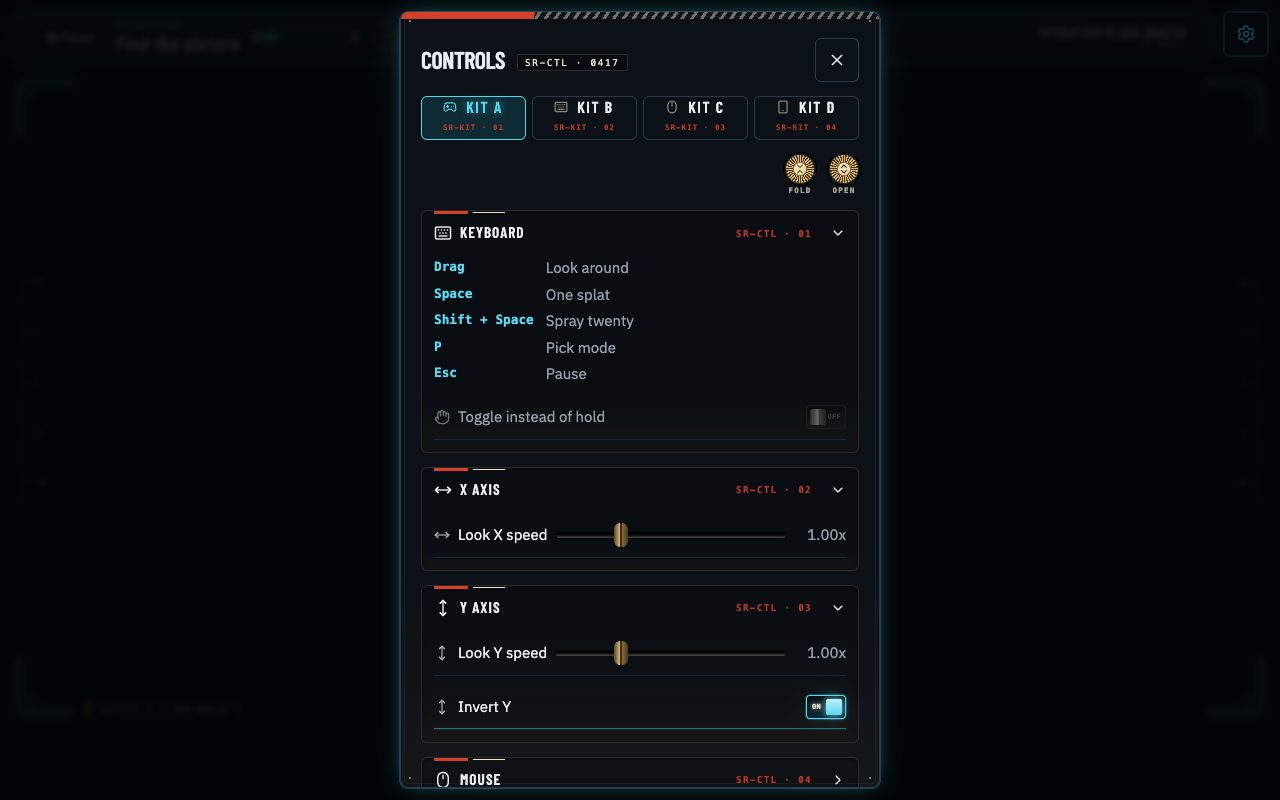 CONTROLS SR-CTL · 0417
KIT A KIT B KIT C KIT D
SR-KIT · 01 SR-KIT · 02 SR-KIT · 03 SR-KIT · 04
FOLD OPEN
KEYBOARD SR-CTL · 01
Drag Look around
Space One splat
Shift + Space Spray twenty
P Pick mode
Esc Pause
Toggle instead of hold OFF
X AXIS SR-CTL · 02
Look X speed 1.00x
Y AXIS SR-CTL · 03
Look Y speed 1.00x
Invert Y ON
MOUSE SR-CTL · 04